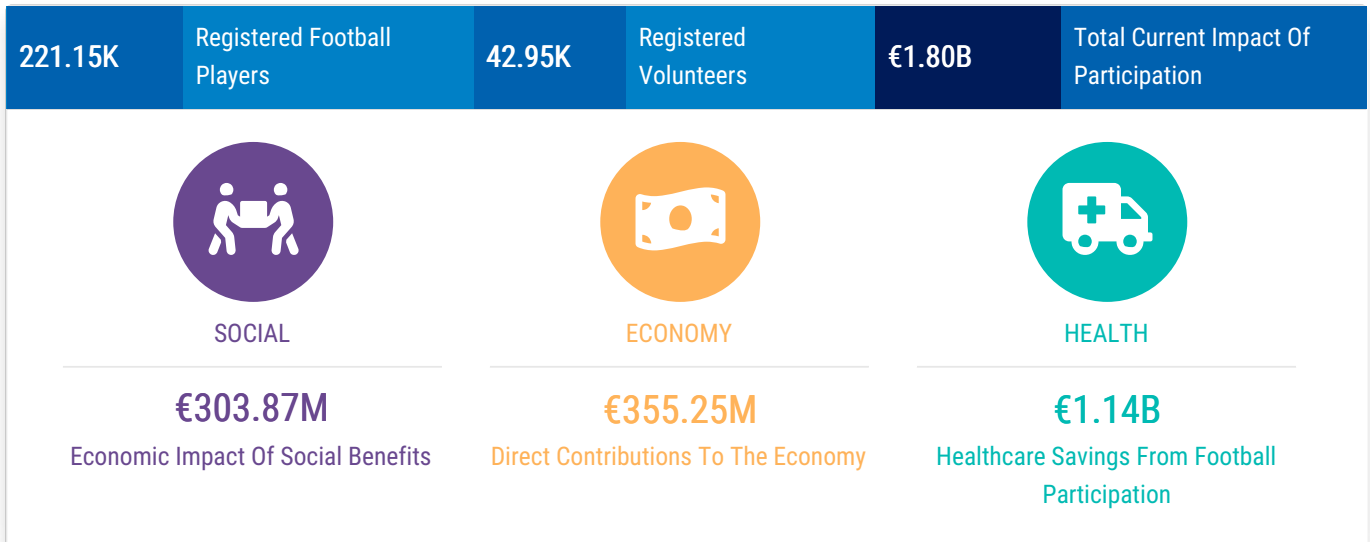 221.15K
Registered Football
Players
42.95K
Registered
Volunteers
€1.80B
Total Current Impact Of
Participation
SOCIAL
€303.87M
Economic Impact Of Social Benefits
ECONOMY
€355.25M
Direct Contributions To The Economy
HEALTH
€1.14B
Healthcare Savings From Football
Participation